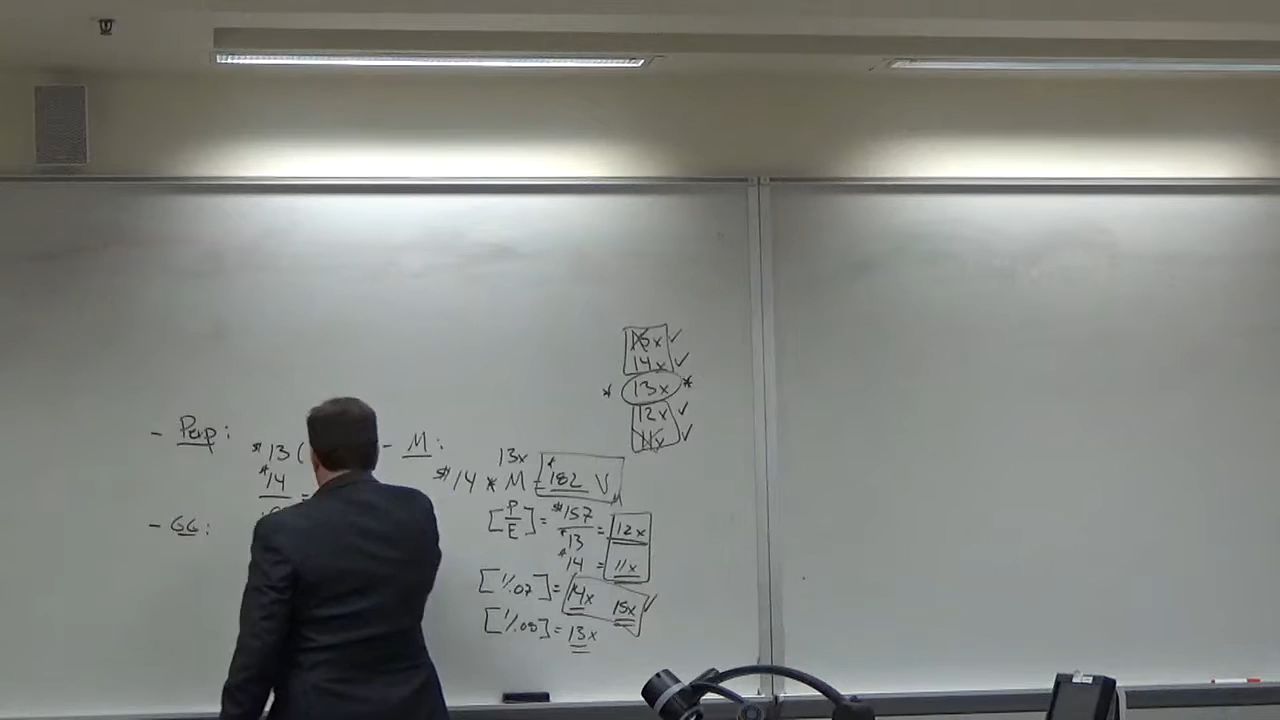 - Perp:
$13 (
$14
- GG:
- M:
13x
$14 * M = $182 V
[P/E] = $157/$13 = 12x
$14 = 11x
[1/.07] = 14x 15x ✓
[1/.08] = 13x
15x ✓
14x ✓
* 13x *
12x ✓
11x ✓